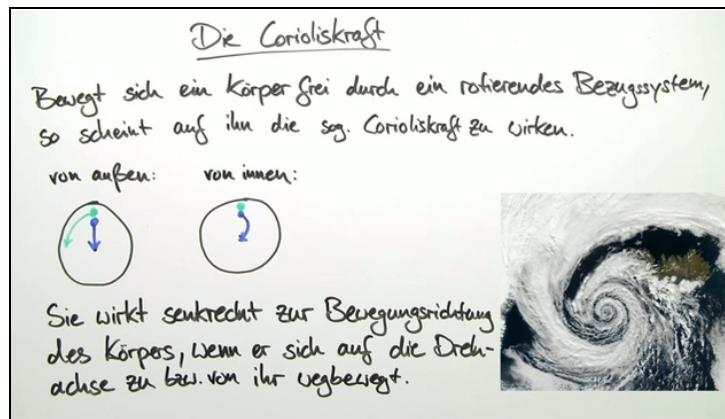 Die Corioliskraft
Bewegt sich ein Körper frei durch ein rotierendes Bezugssystem,
so scheint auf ihn die sog. Corioliskraft zu wirken.
von außen: von innen:
Sie wirkt senkrecht zur Bewegungsrichtung
des Körpers, wenn er sich auf die Dreh-
achse zu bzw. von ihr wegbewegt.